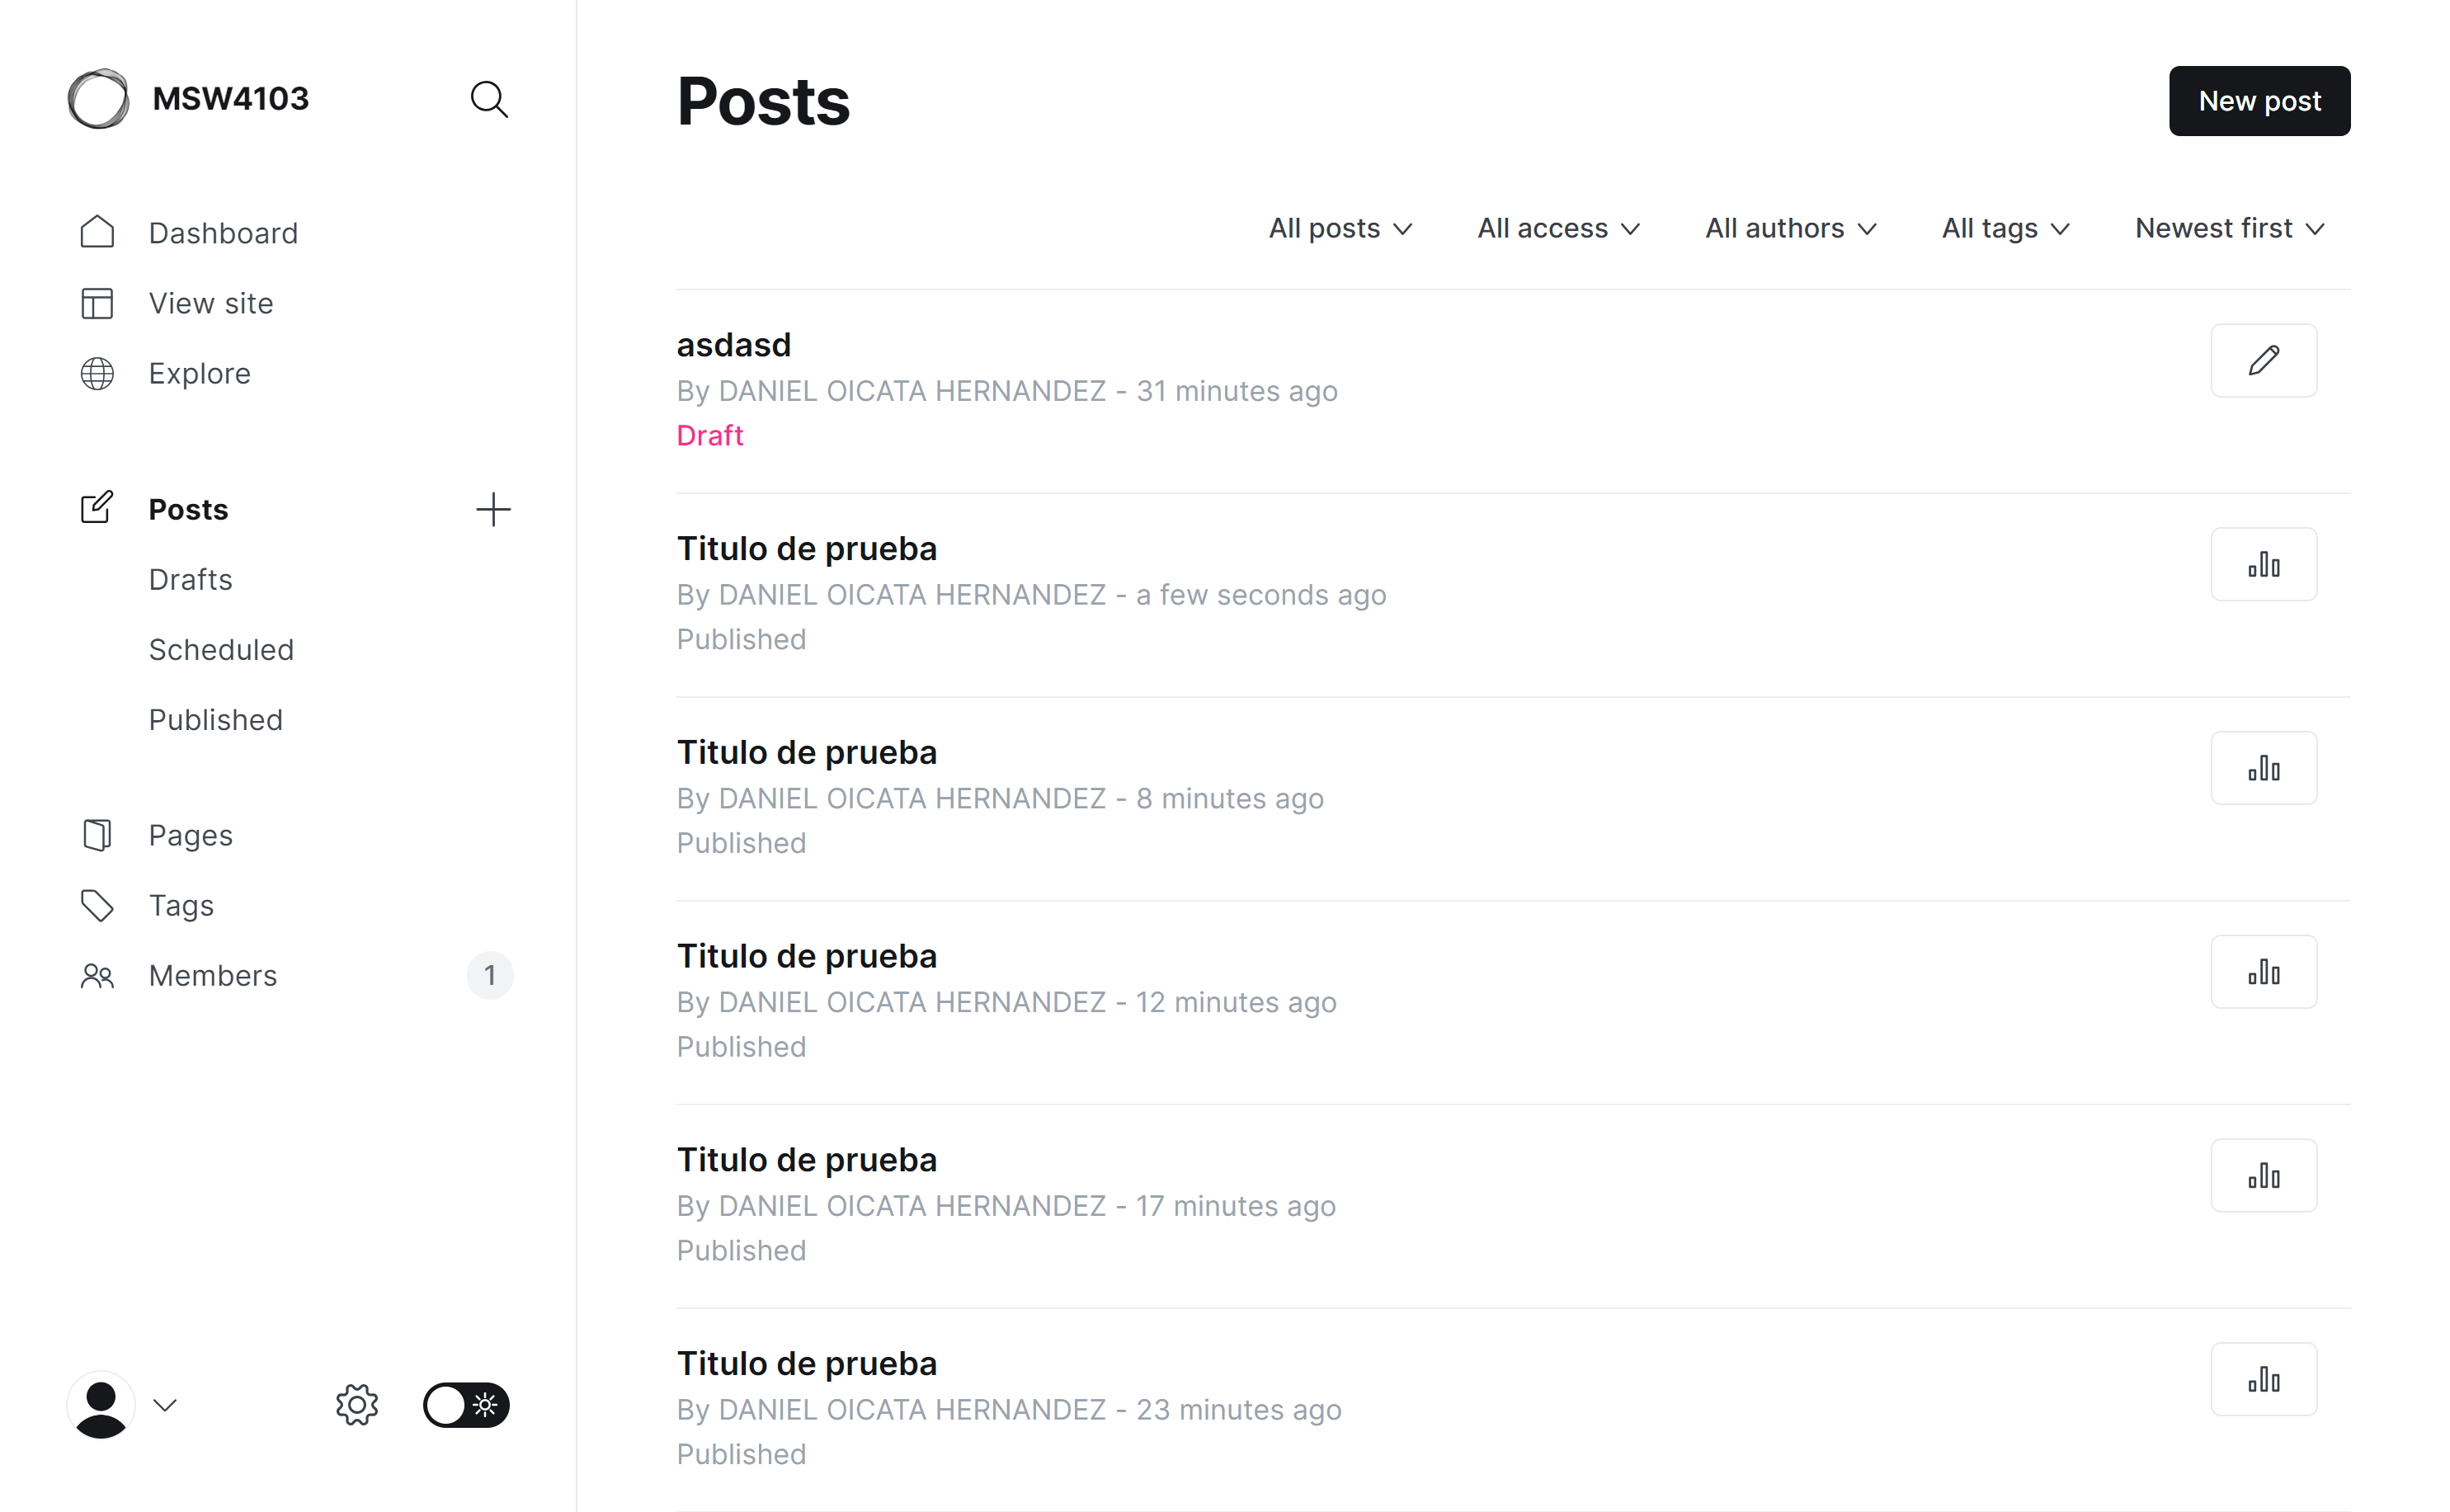 MSW4103
Dashboard
View site
Explore
Posts
Drafts
Scheduled
Published
Pages
Tags
Members 1
Posts
New post
All posts All access All authors All tags Newest first
asdasd
By DANIEL OICATA HERNANDEZ - 31 minutes ago
Draft
Titulo de prueba
By DANIEL OICATA HERNANDEZ - a few seconds ago
Published
Titulo de prueba
By DANIEL OICATA HERNANDEZ - 8 minutes ago
Published
Titulo de prueba
By DANIEL OICATA HERNANDEZ - 12 minutes ago
Published
Titulo de prueba
By DANIEL OICATA HERNANDEZ - 17 minutes ago
Published
Titulo de prueba
By DANIEL OICATA HERNANDEZ - 23 minutes ago
Published